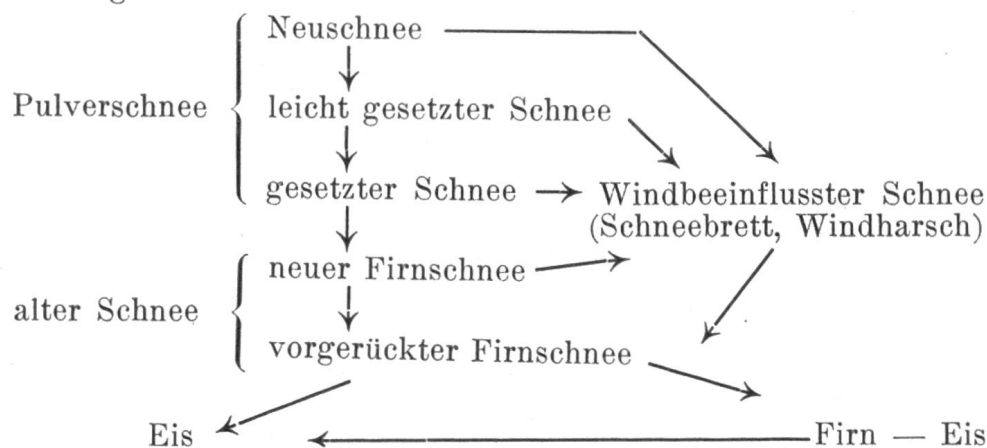 Neuschnee
Pulverschnee
leicht gesetzter Schnee
gesetzter Schnee
Windbeeinflusster Schnee
(Schneebrett, Windharsch)
neuer Firnschnee
alter Schnee
vorgerückter Firnschnee
Eis
Firn — Eis